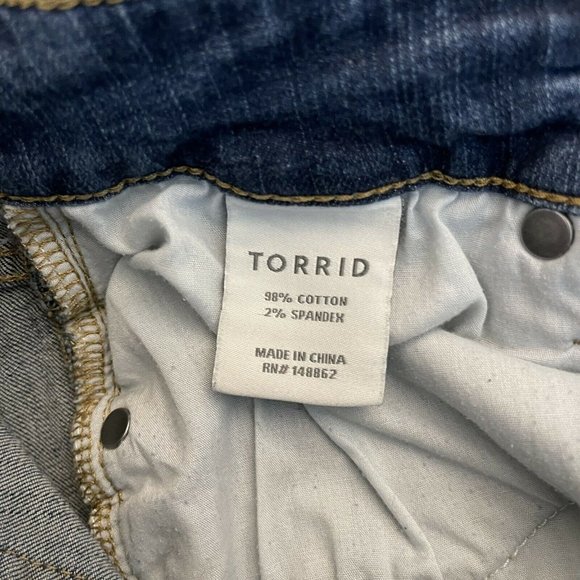 TORRID
98% COTTON
2% SPANDEX
MADE IN CHINA
RN# 148862